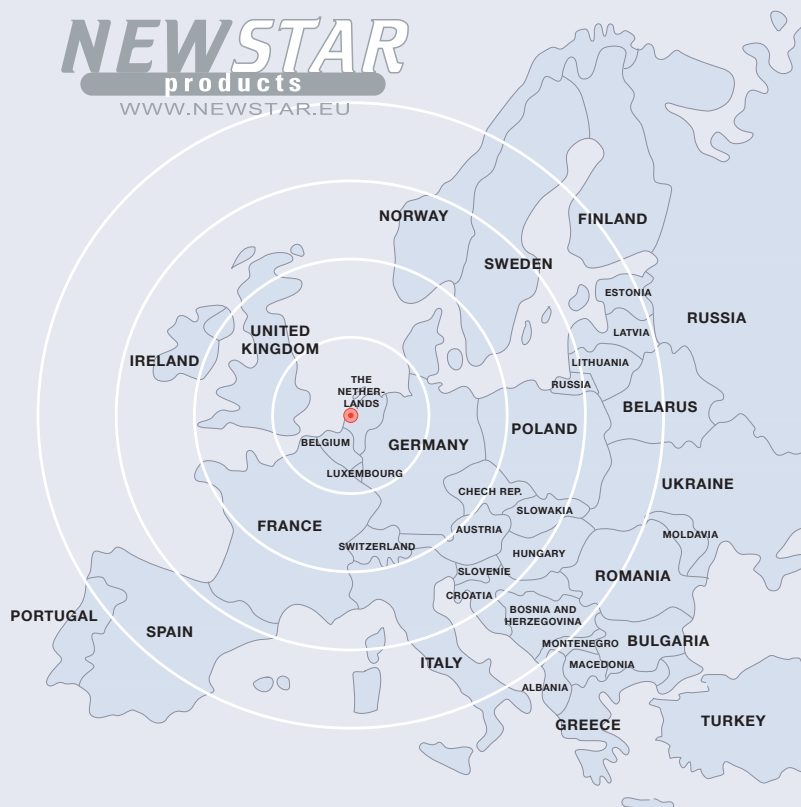 NEWSTAR
products
WWW.NEWSTAR.EU
NORWAY
FINLAND
SWEDEN
ESTONIA
RUSSIA
UNITED
KINGDOM
LATVIA
IRELAND
LITHUANIA
THE
NETHER-
LANDS
RUSSIA
BELARUS
POLAND
BELGIUM
GERMANY
LUXEMBOURG
UKRAINE
CHECH REP.
SLOWAKIA
FRANCE
AUSTRIA
MOLDAVIA
SWITZERLAND
HUNGARY
SLOVENIE
ROMANIA
CROATIA
BOSNIA AND
HERZEGOVINA
PORTUGAL
SPAIN
MONTENEGRO
BULGARIA
ITALY
MACEDONIA
ALBANIA
GREECE
TURKEY